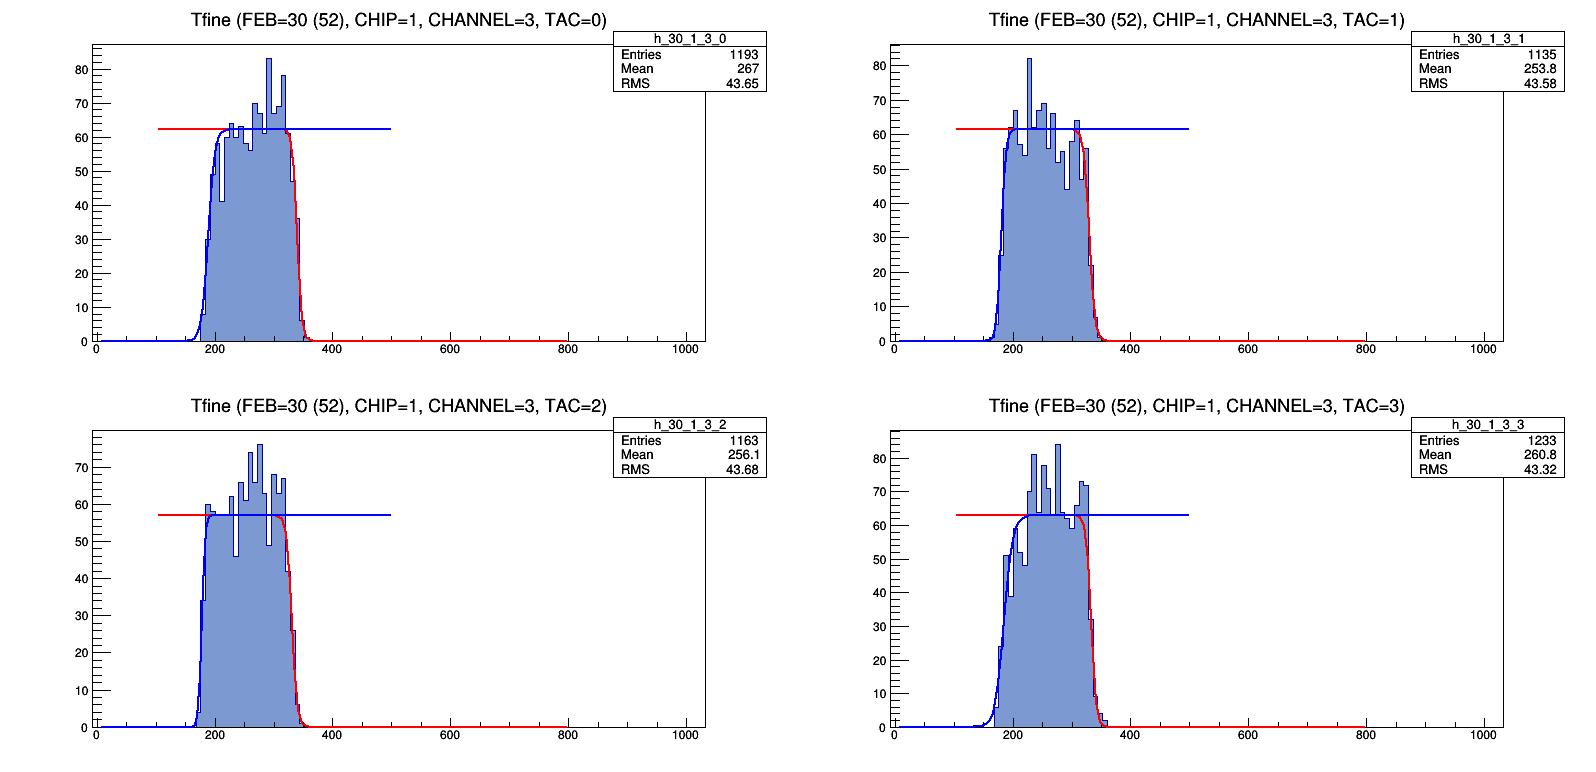 Tfine (FEB=30 (52), CHIP=1, CHANNEL=3, TAC=0)
h_30_1_3_0
Entries 1193
Mean 267
RMS 43.65
80
70
60
50
40
30
20
10
0
0 200 400 600 800 1000
Tfine (FEB=30 (52), CHIP=1, CHANNEL=3, TAC=1)
h_30_1_3_1
Entries 1135
Mean 253.8
RMS 43.58
80
70
60
50
40
30
20
10
0
0 200 400 600 800 1000
Tfine (FEB=30 (52), CHIP=1, CHANNEL=3, TAC=2)
h_30_1_3_2
Entries 1163
Mean 256.1
RMS 43.68
70
60
50
40
30
20
10
0
0 200 400 600 800 1000
Tfine (FEB=30 (52), CHIP=1, CHANNEL=3, TAC=3)
h_30_1_3_3
Entries 1233
Mean 260.8
RMS 43.32
80
70
60
50
40
30
20
10
0
0 200 400 600 800 1000